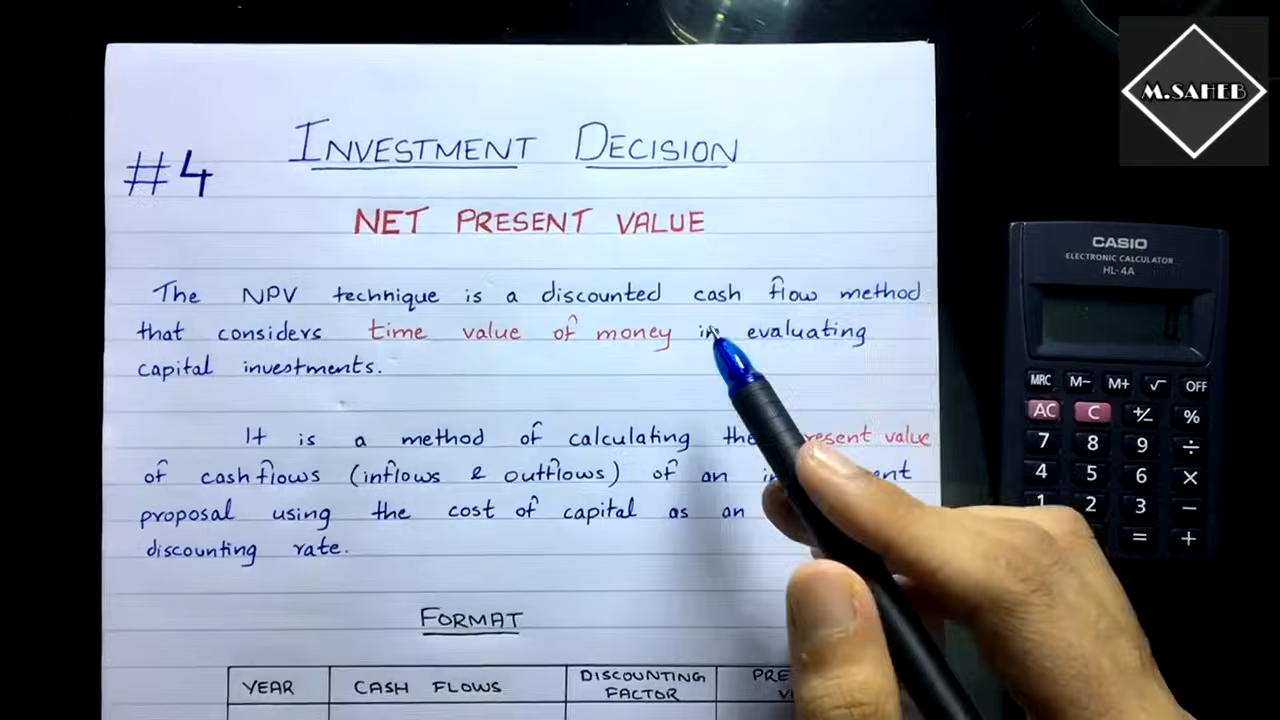 M.SAHEB
#4
INVESTMENT DECISION
NET PRESENT VALUE
The NPV technique is a discounted cash flow method
that considers time value of money in evaluating
capital investments.
It is a method of calculating the present value
of cashflows (inflows & outflows) of an
proposal using the cost of capital as an
discounting rate.
FORMAT
YEAR
CASH FLOWS
DISCOUNTING
FACTOR
CASIO
ELECTRONIC CALCULATOR
HL-4A
MRC M− M+ √ OFF
AC C +/− %
7 8 9 ÷
4 5 6 ×
1 2 3 −
= +